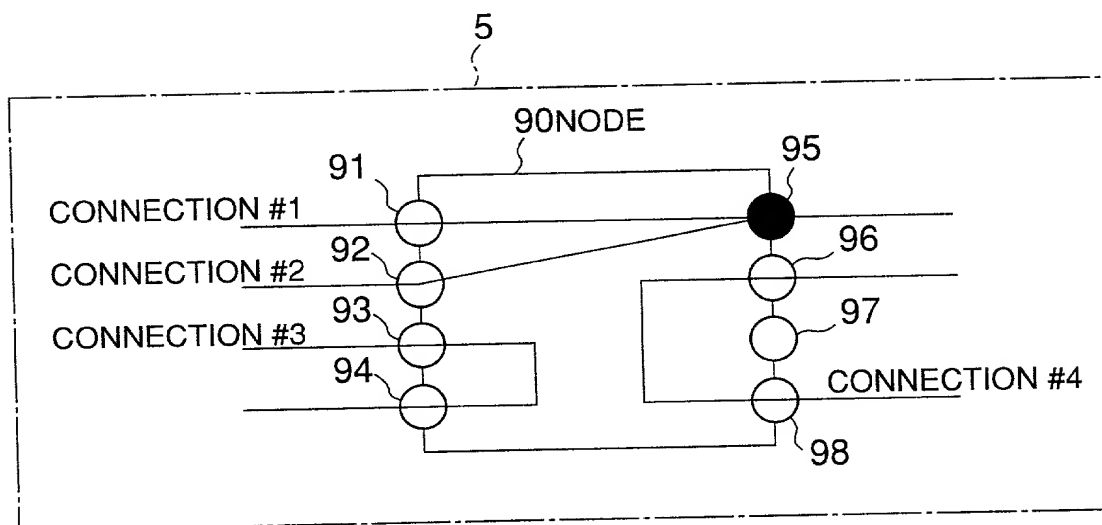 5
90NODE
91
95
CONNECTION #1
92
96
CONNECTION #2
93
97
CONNECTION #3
94
CONNECTION #4
98